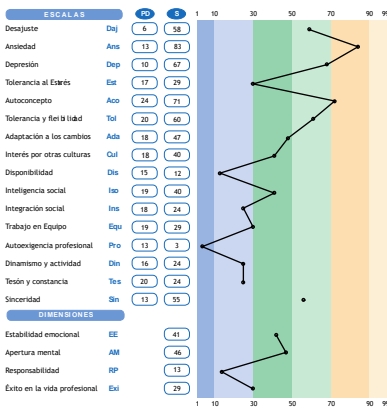 ESCALAS PD S 1 10 30 50 70 90 99
Desajuste Daj 6 58
Ansiedad Ans 13 83
Depresión Dep 10 67
Tolerancia al Estrés Est 17 29
Autoconcepto Aco 24 71
Tolerancia y flexibilidad Tol 20 60
Adaptación a los cambios Ada 18 47
Interés por otras culturas Cul 18 40
Disponibilidad Dis 15 12
Inteligencia social Iso 19 40
Integración social Ins 18 24
Trabajo en Equipo Equ 19 29
Autoexigencia profesional Pro 13 3
Dinamismo y actividad Din 16 24
Tesón y constancia Tes 20 24
Sinceridad Sin 13 55
DIMENSIONES
Estabilidad emocional EE 41
Apertura mental AM 46
Responsabilidad RP 13
Éxito en la vida profesional Exi 29
1 10 30 50 70 90 99